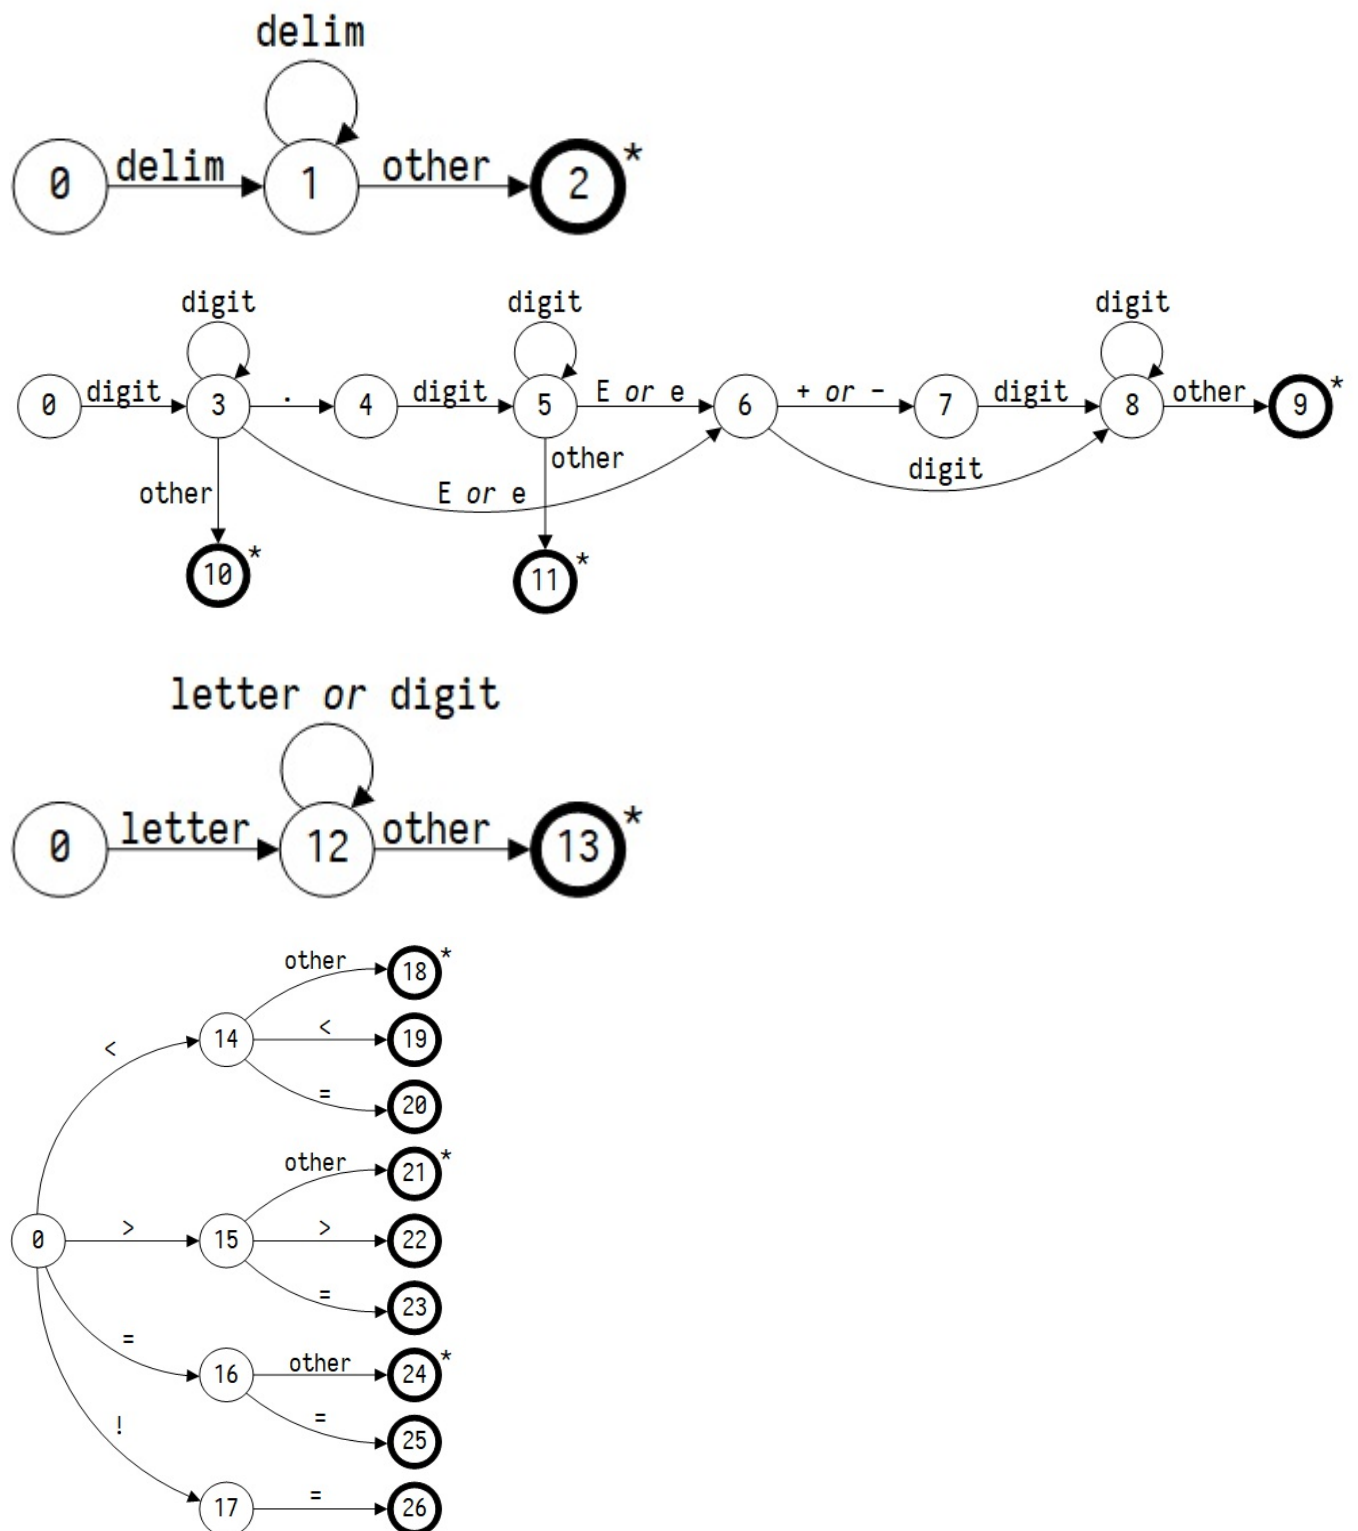 delim
0 delim 1 other 2 *
digit digit digit
0 digit 3 . 4 digit 5 E or e 6 + or - 7 digit 8 other 9 *
other
digit
other E or e
10 * 11 *
letter or digit
0 letter 12 other 13 *
other 18 *
< 14 < 19
= 20
other 21 *
0 > 15 > 22
= 23
= 16 other 24 *
! = 25
17 = 26